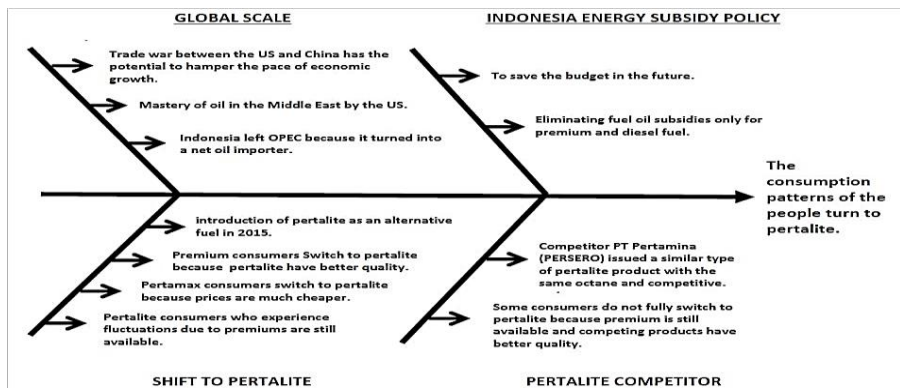 GLOBAL SCALE
INDONESIA ENERGY SUBSIDY POLICY
Trade war between the US and China has the
potential to hamper the pace of economic
growth.
Mastery of oil in the Middle East by the US.
Indonesia left OPEC because it turned into
a net oil importer.
To save the budget in the future.
Eliminating fuel oil subsidies only for
premium and diesel fuel.
The
consumption
patterns of the
people turn to
pertalite.
introduction of pertalite as an alternative
fuel in 2015.
Premium consumers Switch to pertalite
because pertalite have better quality.
Pertamax consumers switch to pertalite
because prices are much cheaper.
Pertalite consumers who experience
fluctuations due to premiums are still
available.
Competitor PT Pertamina
(PERSERO) issued a similar type
of pertalite product with the
same octane and competitive.
Some consumers do not fully switch to
pertalite because premium is still
available and competing products have
better quality.
SHIFT TO PERTALITE
PERTALITE COMPETITOR